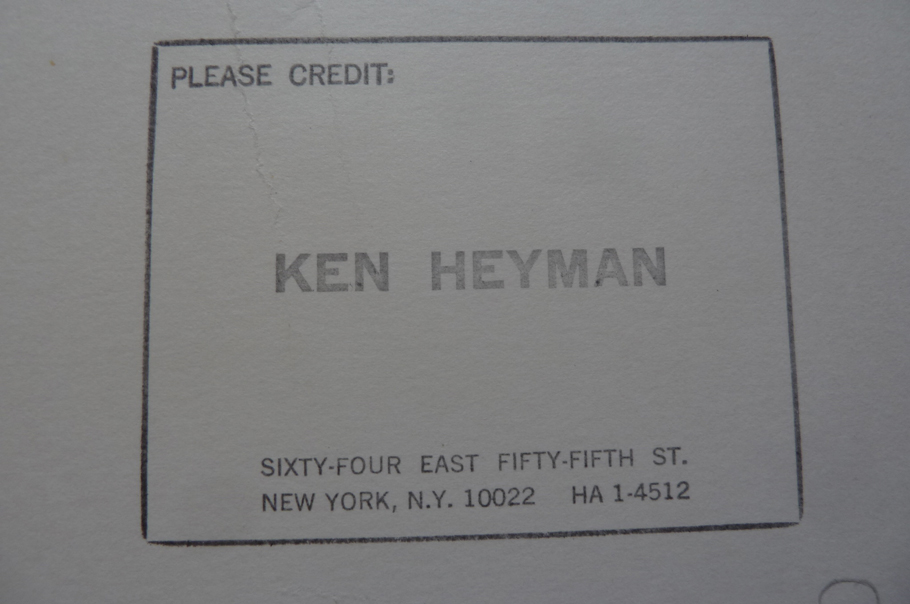 PLEASE CREDIT:
KEN HEYMAN
SIXTY-FOUR EAST FIFTY-FIFTH ST.
NEW YORK, N.Y. 10022 HA 1-4512